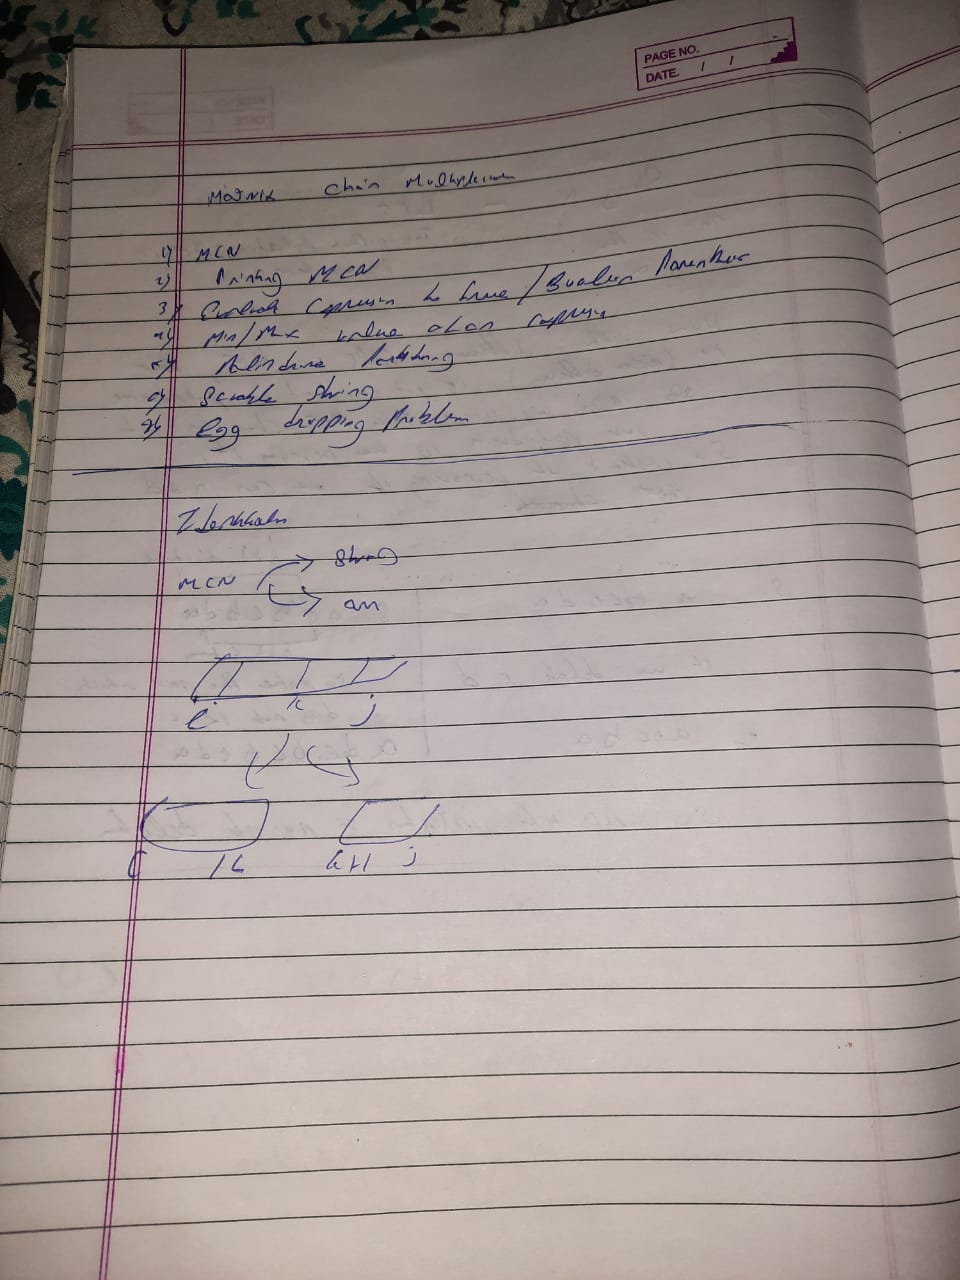 PAGE NO.
DATE. / /
Matrix Chain Multiplication
1) MCM
2) Printing MCM
3) Evaluate Expression to true / Boolean Parenthes
4) Min/Max value of an expression
5) Palindrome Partitioning
6) Scramble string
7) Egg dropping Problem
Identification
String
MCM
arr
i k j
i k k+1 j